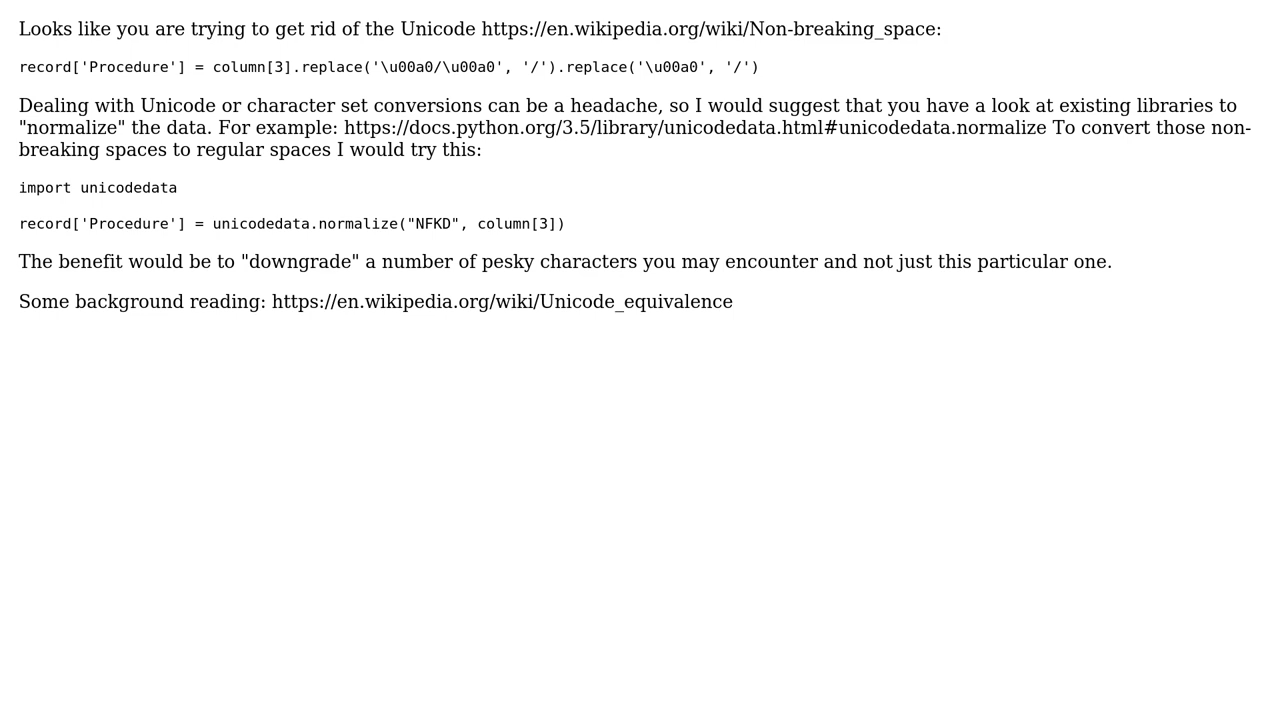 Looks like you are trying to get rid of the Unicode https://en.wikipedia.org/wiki/Non-breaking_space:
record['Procedure'] = column[3].replace('\u00a0/\u00a0', '/').replace('\u00a0', '/')
Dealing with Unicode or character set conversions can be a headache, so I would suggest that you have a look at existing libraries to
"normalize" the data. For example: https://docs.python.org/3.5/library/unicodedata.html#unicodedata.normalize To convert those non-
breaking spaces to regular spaces I would try this:
import unicodedata
record['Procedure'] = unicodedata.normalize("NFKD", column[3])
The benefit would be to "downgrade" a number of pesky characters you may encounter and not just this particular one.
Some background reading: https://en.wikipedia.org/wiki/Unicode_equivalence